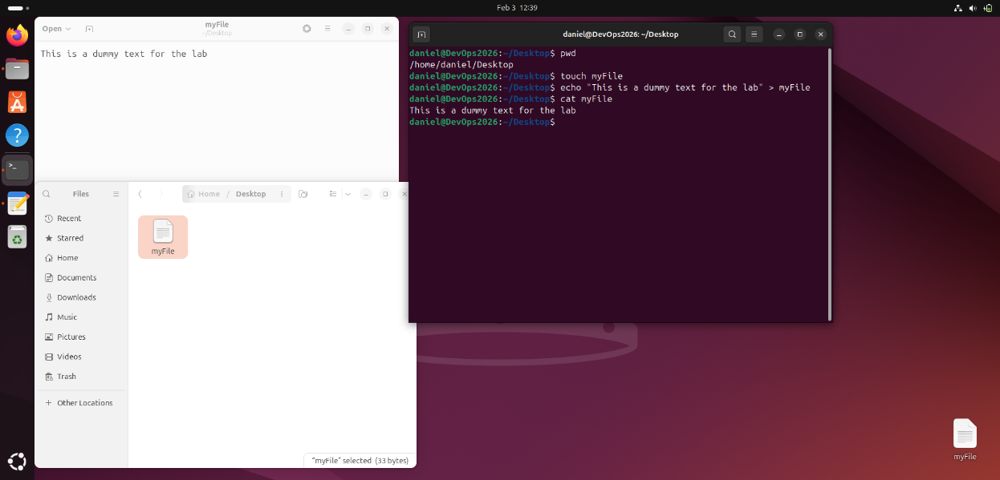 Feb 3 12:39
Open
myFile
~/Desktop
This is a dummy text for the lab
daniel@DevOps2026: ~/Desktop
daniel@DevOps2026:~/Desktop$ pwd
/home/daniel/Desktop
daniel@DevOps2026:~/Desktop$ touch myFile
daniel@DevOps2026:~/Desktop$ echo "This is a dummy text for the lab" > myFile
daniel@DevOps2026:~/Desktop$ cat myFile
This is a dummy text for the lab
daniel@DevOps2026:~/Desktop$
Files
Home / Desktop
Recent
Starred
Home
Documents
Downloads
Music
Pictures
Videos
Trash
Other Locations
myFile
"myFile" selected (33 bytes)
myFile